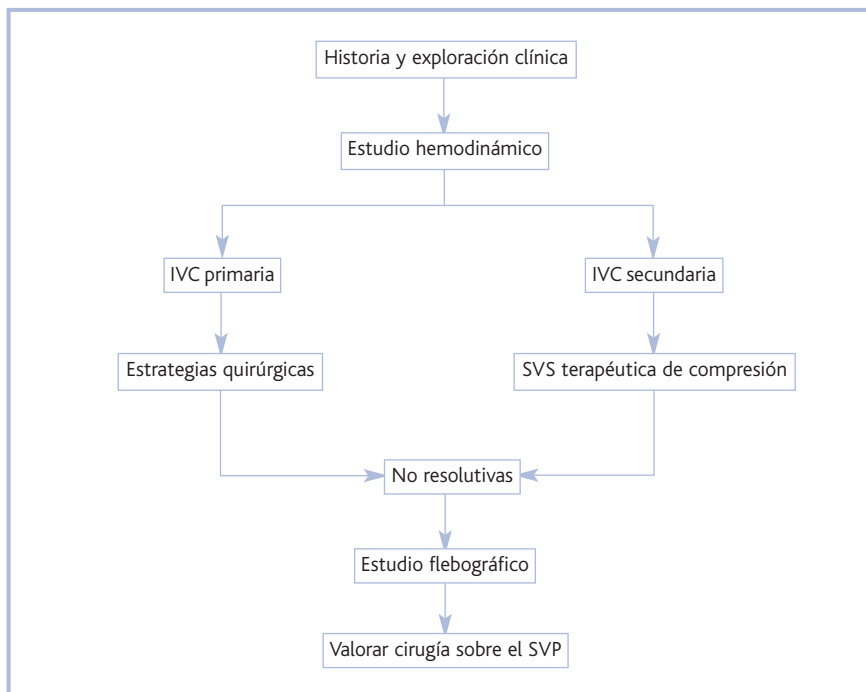 Historia y exploración clínica
Estudio hemodinámico
IVC primaria
IVC secundaria
Estrategias quirúrgicas
SVS terapéutica de compresión
No resolutivas
Estudio flebográfico
Valorar cirugía sobre el SVP